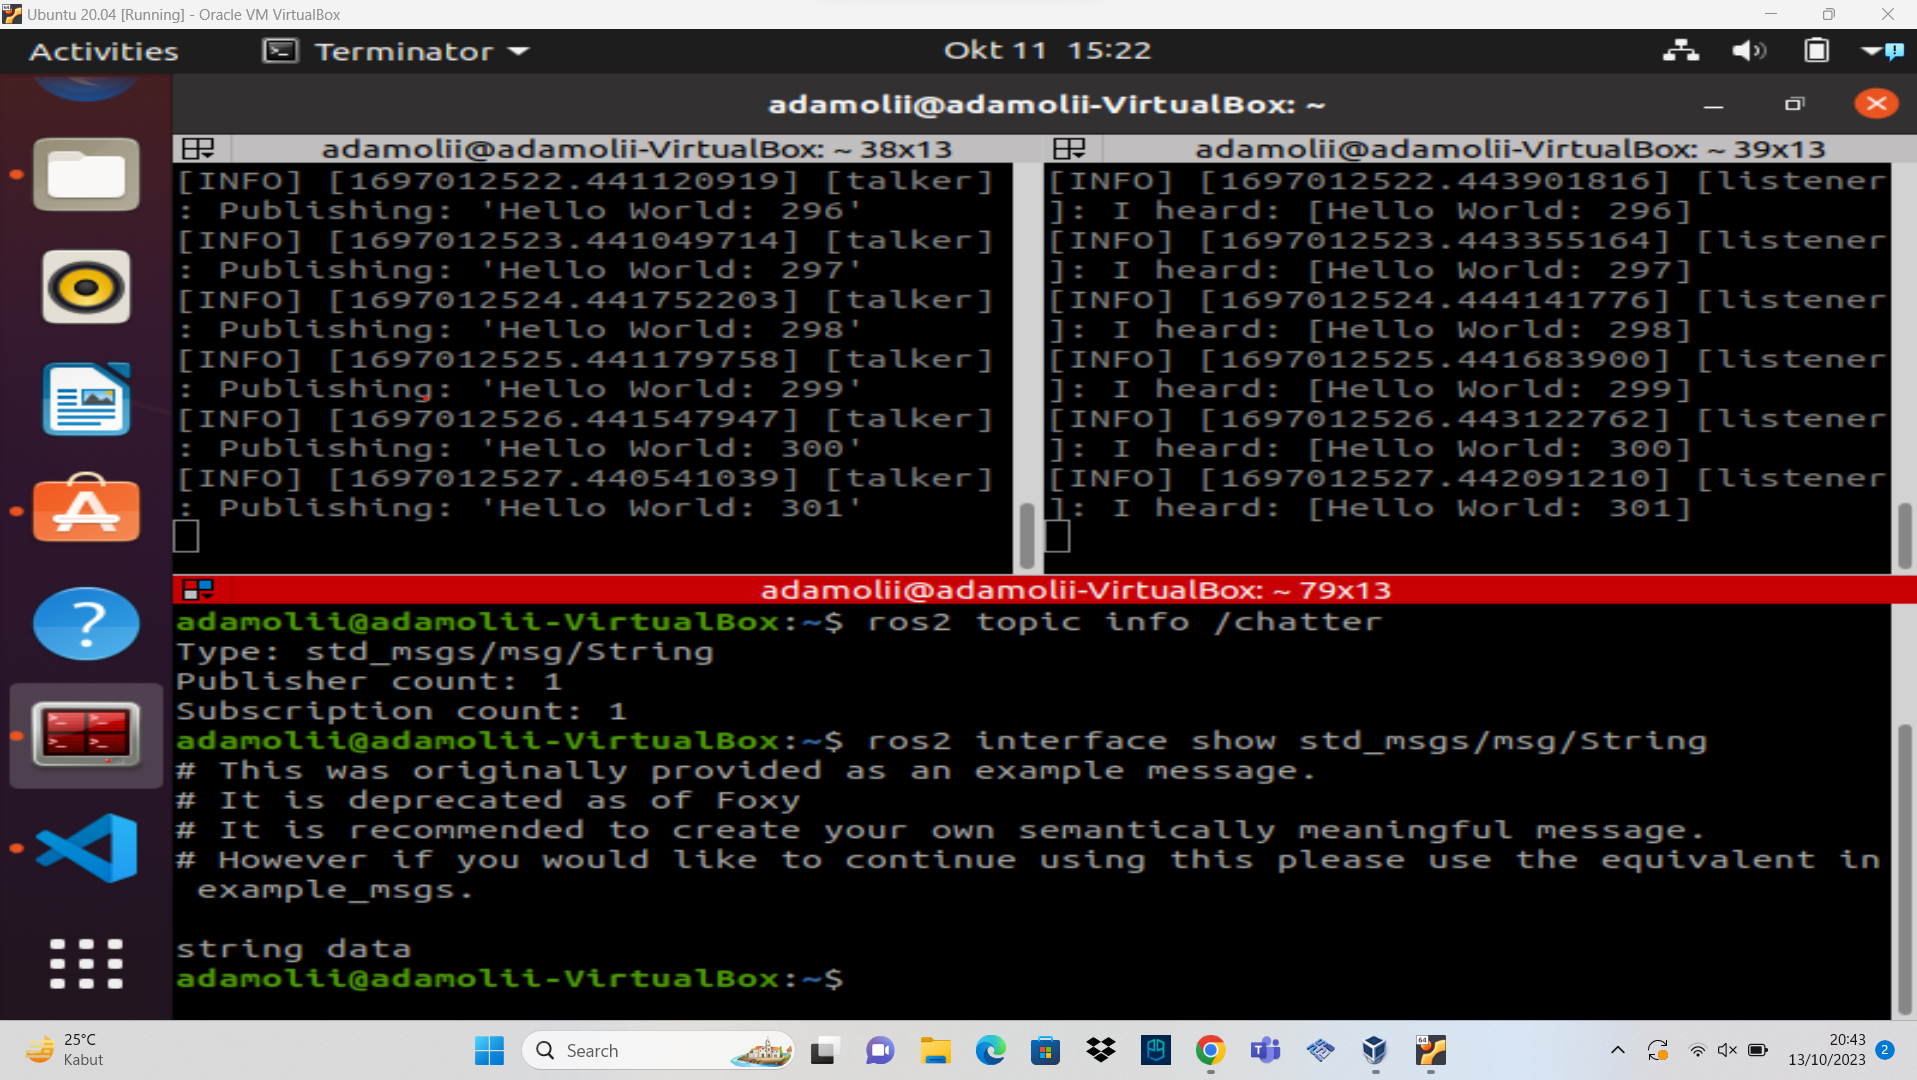 Ubuntu 20.04 [Running] - Oracle VM VirtualBox
Activities
Terminator
Okt 11 15:22
adamolii@adamolii-VirtualBox: ~
adamolii@adamolii-VirtualBox: ~ 38x13
[INFO] [1697012522.441120919] [talker]
: Publishing: 'Hello World: 296'
[INFO] [1697012523.441049714] [talker]
: Publishing: 'Hello World: 297'
[INFO] [1697012524.441752203] [talker]
: Publishing: 'Hello World: 298'
[INFO] [1697012525.441179758] [talker]
: Publishing: 'Hello World: 299'
[INFO] [1697012526.441547947] [talker]
: Publishing: 'Hello World: 300'
[INFO] [1697012527.440541039] [talker]
: Publishing: 'Hello World: 301'
adamolii@adamolii-VirtualBox: ~ 39x13
[INFO] [1697012522.443901816] [listener
]: I heard: [Hello World: 296]
[INFO] [1697012523.443355164] [listener
]: I heard: [Hello World: 297]
[INFO] [1697012524.444141776] [listener
]: I heard: [Hello World: 298]
[INFO] [1697012525.441683900] [listener
]: I heard: [Hello World: 299]
[INFO] [1697012526.443122762] [listener
]: I heard: [Hello World: 300]
[INFO] [1697012527.442091210] [listener
]: I heard: [Hello World: 301]
adamolii@adamolii-VirtualBox: ~ 79x13
adamolii@adamolii-VirtualBox:~$ ros2 topic info /chatter
Type: std_msgs/msg/String
Publisher count: 1
Subscription count: 1
adamolii@adamolii-VirtualBox:~$ ros2 interface show std_msgs/msg/String
# This was originally provided as an example message.
# It is deprecated as of Foxy
# It is recommended to create your own semantically meaningful message.
# However if you would like to continue using this please use the equivalent in
example_msgs.
string data
adamolii@adamolii-VirtualBox:~$
25°C
Kabut
Search
20:43
13/10/2023
2